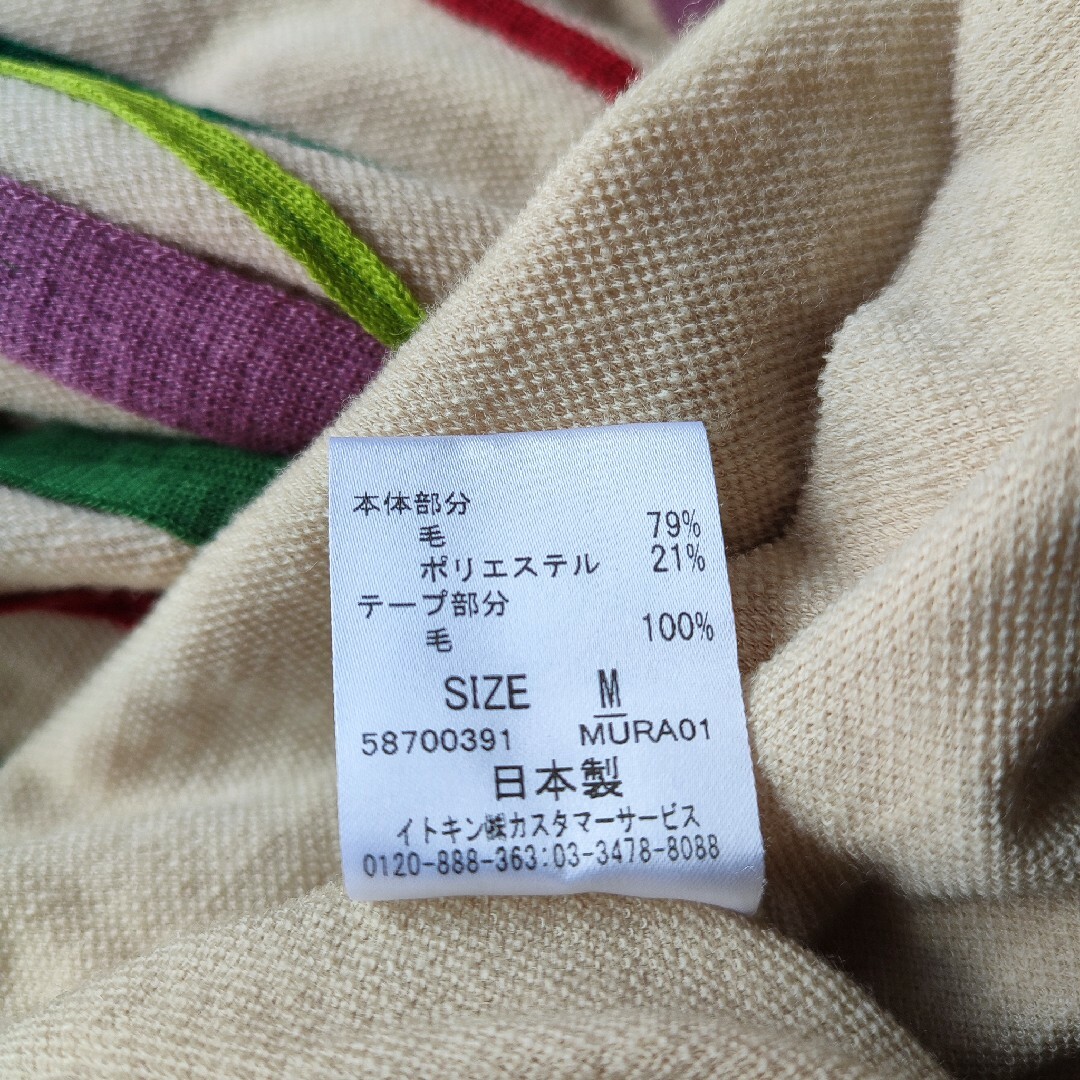 本体部分
毛 79%
ポリエステル 21%
テープ部分
毛 100%
SIZE M
58700391 MURA01
日本製
イトキン㈱カスタマーサービス
0120-888-363:03-3478-8088